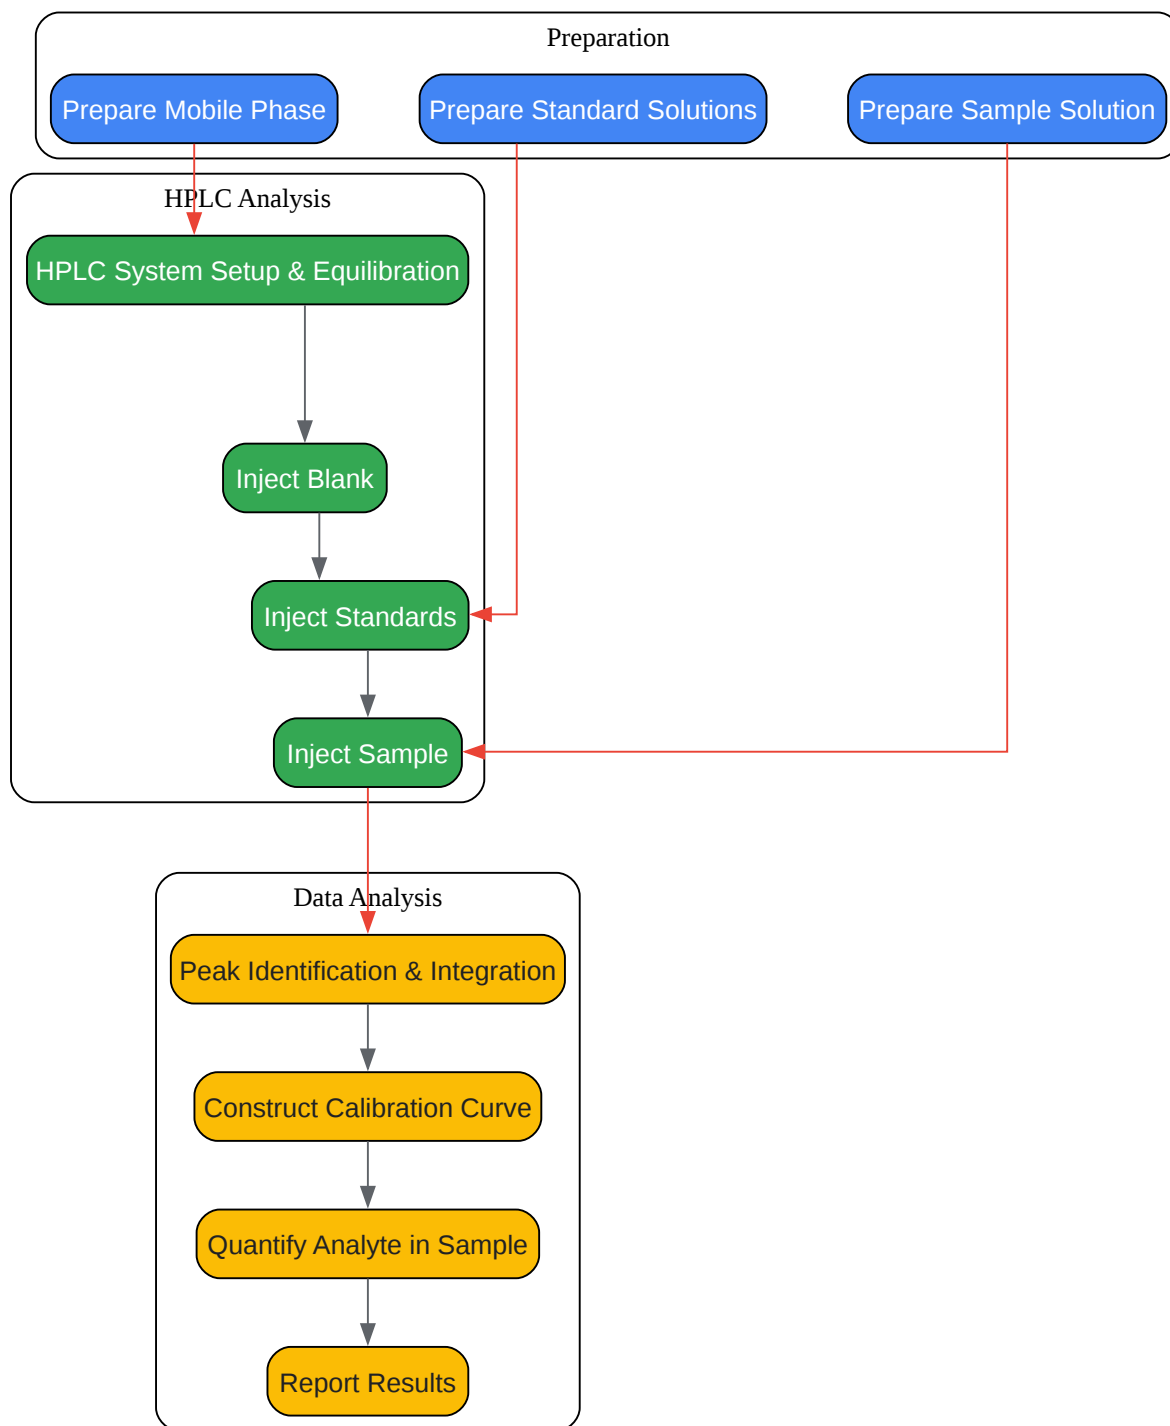 Preparation
Prepare Mobile Phase
Prepare Standard Solutions
Prepare Sample Solution
HPLC Analysis
HPLC System Setup & Equilibration
Inject Blank
Inject Standards
Inject Sample
Data Analysis
Peak Identification & Integration
Construct Calibration Curve
Quantify Analyte in Sample
Report Results